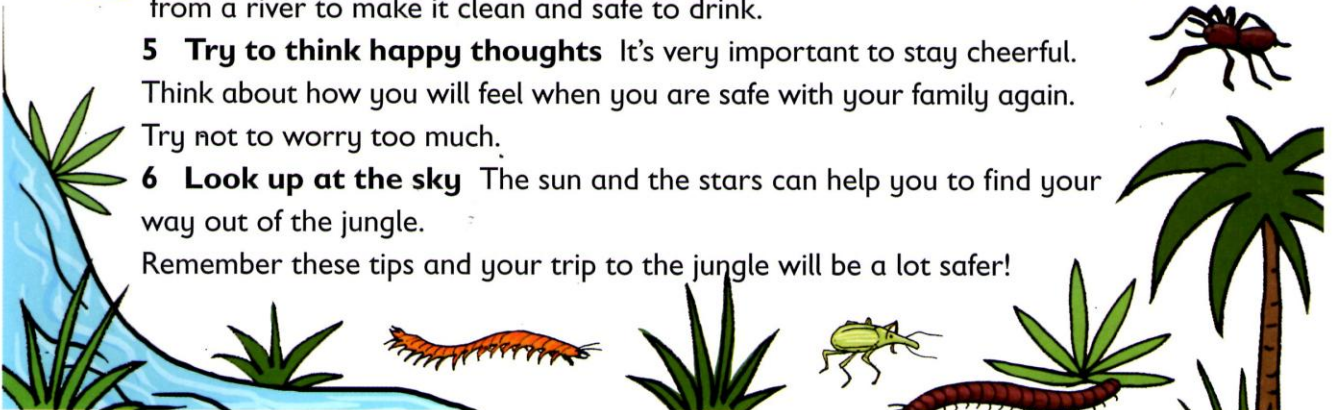 from a river to make it clean and safe to drink.
5 Try to think happy thoughts It's very important to stay cheerful.
Think about how you will feel when you are safe with your family again.
Try not to worry too much.
6 Look up at the sky The sun and the stars can help you to find your
way out of the jungle.
Remember these tips and your trip to the jungle will be a lot safer!